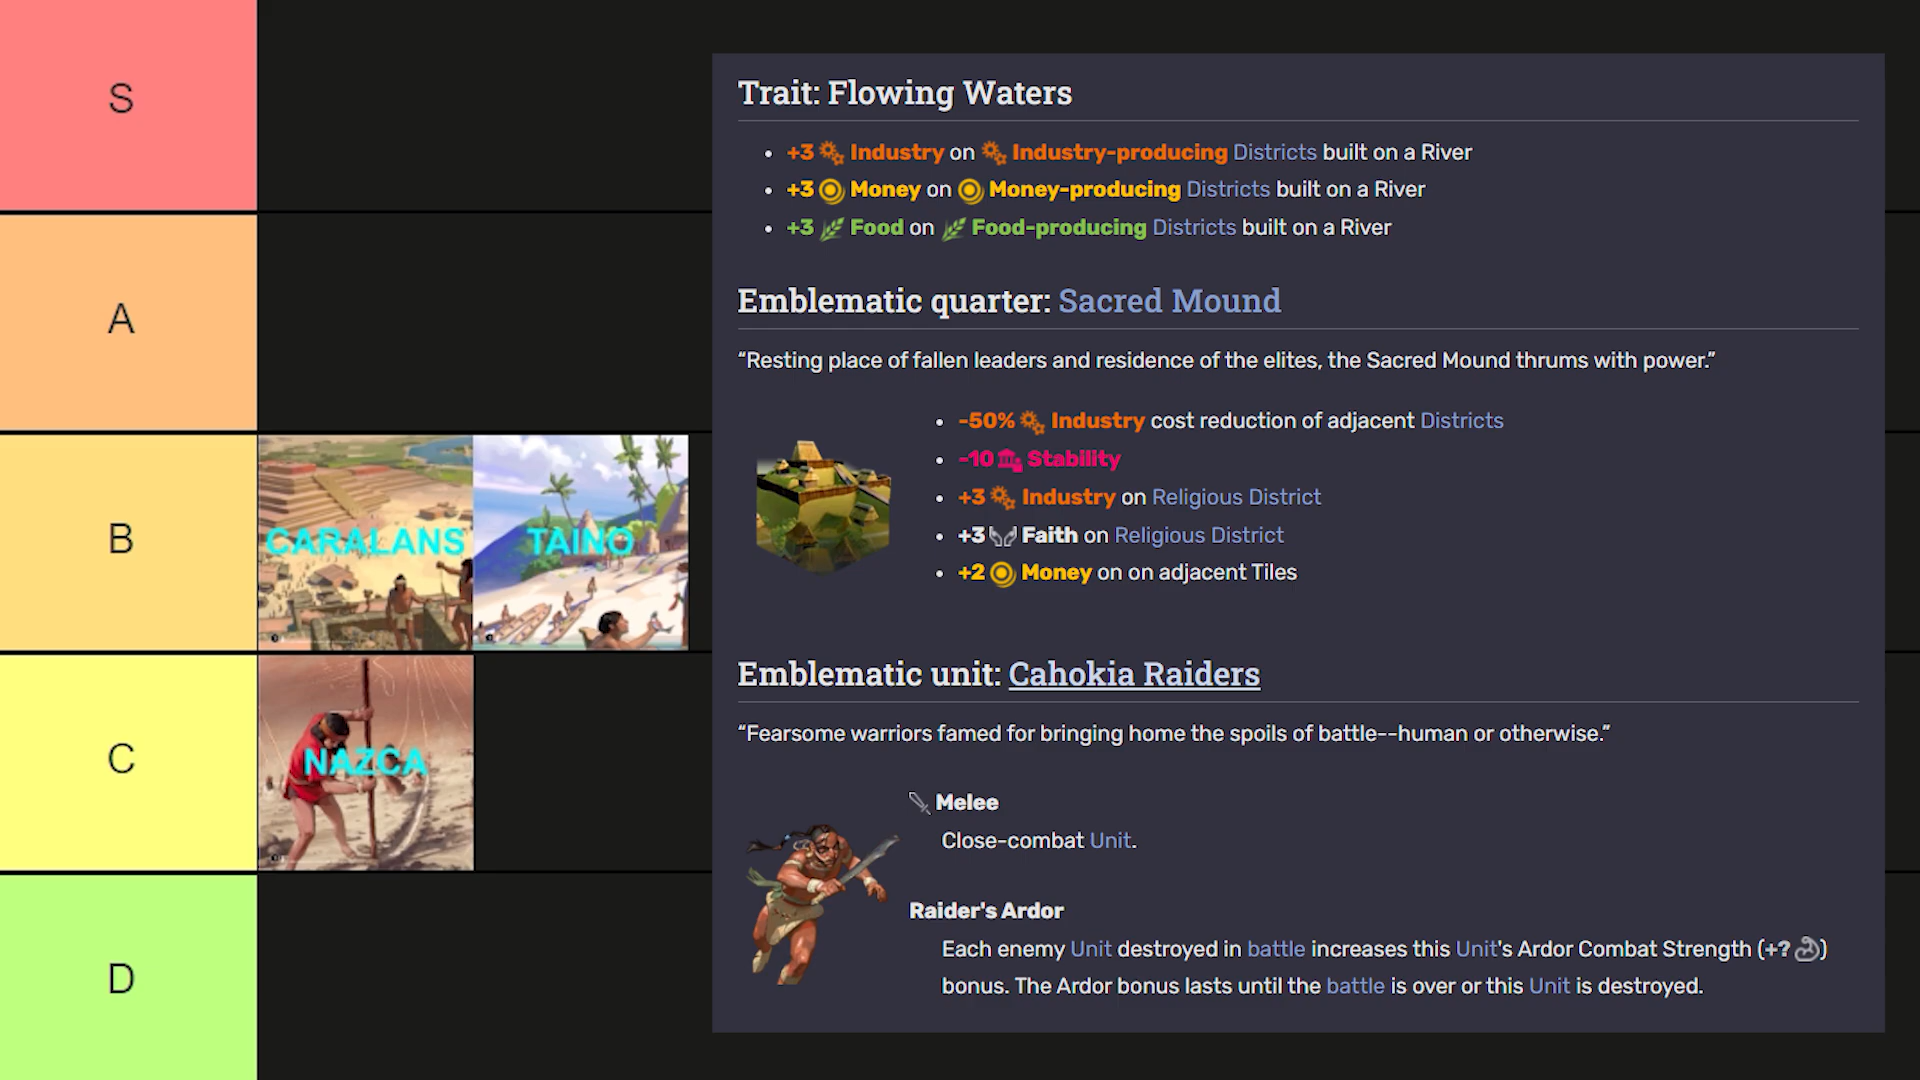 S
A
B
C
D
CARALANS
TAINO
NAZCA
Trait: Flowing Waters
+3 Industry on Industry-producing Districts built on a River
+3 Money on Money-producing Districts built on a River
+3 Food on Food-producing Districts built on a River
Emblematic quarter: Sacred Mound
“Resting place of fallen leaders and residence of the elites, the Sacred Mound thrums with power.”
-50% Industry cost reduction of adjacent Districts
-10 Stability
+3 Industry on Religious District
+3 Faith on Religious District
+2 Money on on adjacent Tiles
Emblematic unit: Cahokia Raiders
“Fearsome warriors famed for bringing home the spoils of battle--human or otherwise.”
Melee
Close-combat Unit.
Raider's Ardor
Each enemy Unit destroyed in battle increases this Unit's Ardor Combat Strength (+? )
bonus. The Ardor bonus lasts until the battle is over or this Unit is destroyed.